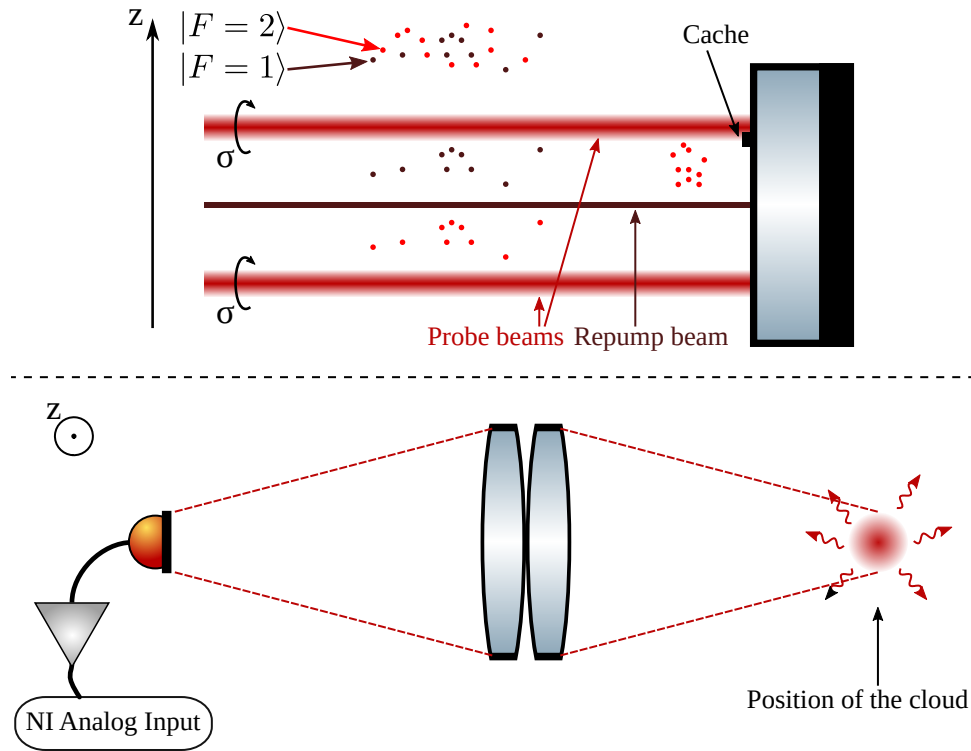 z
|F = 2⟩
|F = 1⟩
Cache
σ
σ
Probe beams
Repump beam
z
NI Analog Input
Position of the cloud